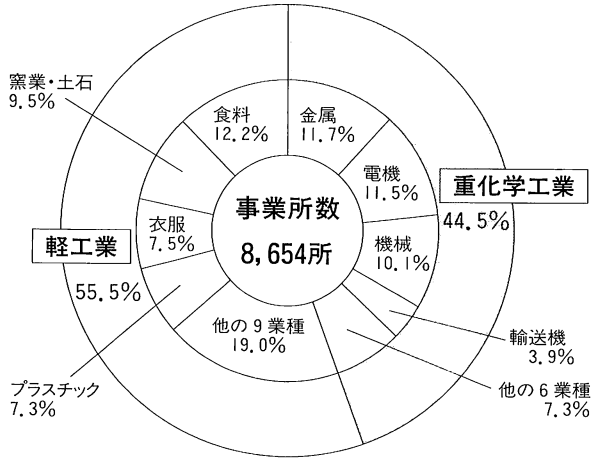 窯業・土石
9.5%
食料
12.2%
金属
11.7%
電機
11.5%
重化学工業
44.5%
事業所数
8,654所
衣服
7.5%
機械
10.1%
軽工業
55.5%
他の9業種
19.0%
輸送機
3.9%
プラスチック
7.3%
他の6業種
7.3%